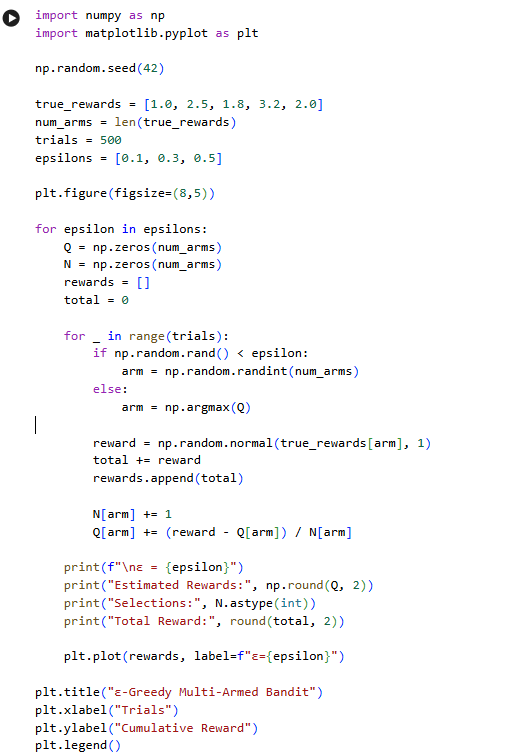 import numpy as np
import matplotlib.pyplot as plt

np.random.seed(42)

true_rewards = [1.0, 2.5, 1.8, 3.2, 2.0]
num_arms = len(true_rewards)
trials = 500
epsilons = [0.1, 0.3, 0.5]

plt.figure(figsize=(8,5))

for epsilon in epsilons:
    Q = np.zeros(num_arms)
    N = np.zeros(num_arms)
    rewards = []
    total = 0

    for _ in range(trials):
        if np.random.rand() < epsilon:
            arm = np.random.randint(num_arms)
        else:
            arm = np.argmax(Q)

        reward = np.random.normal(true_rewards[arm], 1)
        total += reward
        rewards.append(total)

        N[arm] += 1
        Q[arm] += (reward - Q[arm]) / N[arm]

    print(f"\nε = {epsilon}")
    print("Estimated Rewards:", np.round(Q, 2))
    print("Selections:", N.astype(int))
    print("Total Reward:", round(total, 2))

    plt.plot(rewards, label=f"ε={epsilon}")

plt.title("ε-Greedy Multi-Armed Bandit")
plt.xlabel("Trials")
plt.ylabel("Cumulative Reward")
plt.legend()